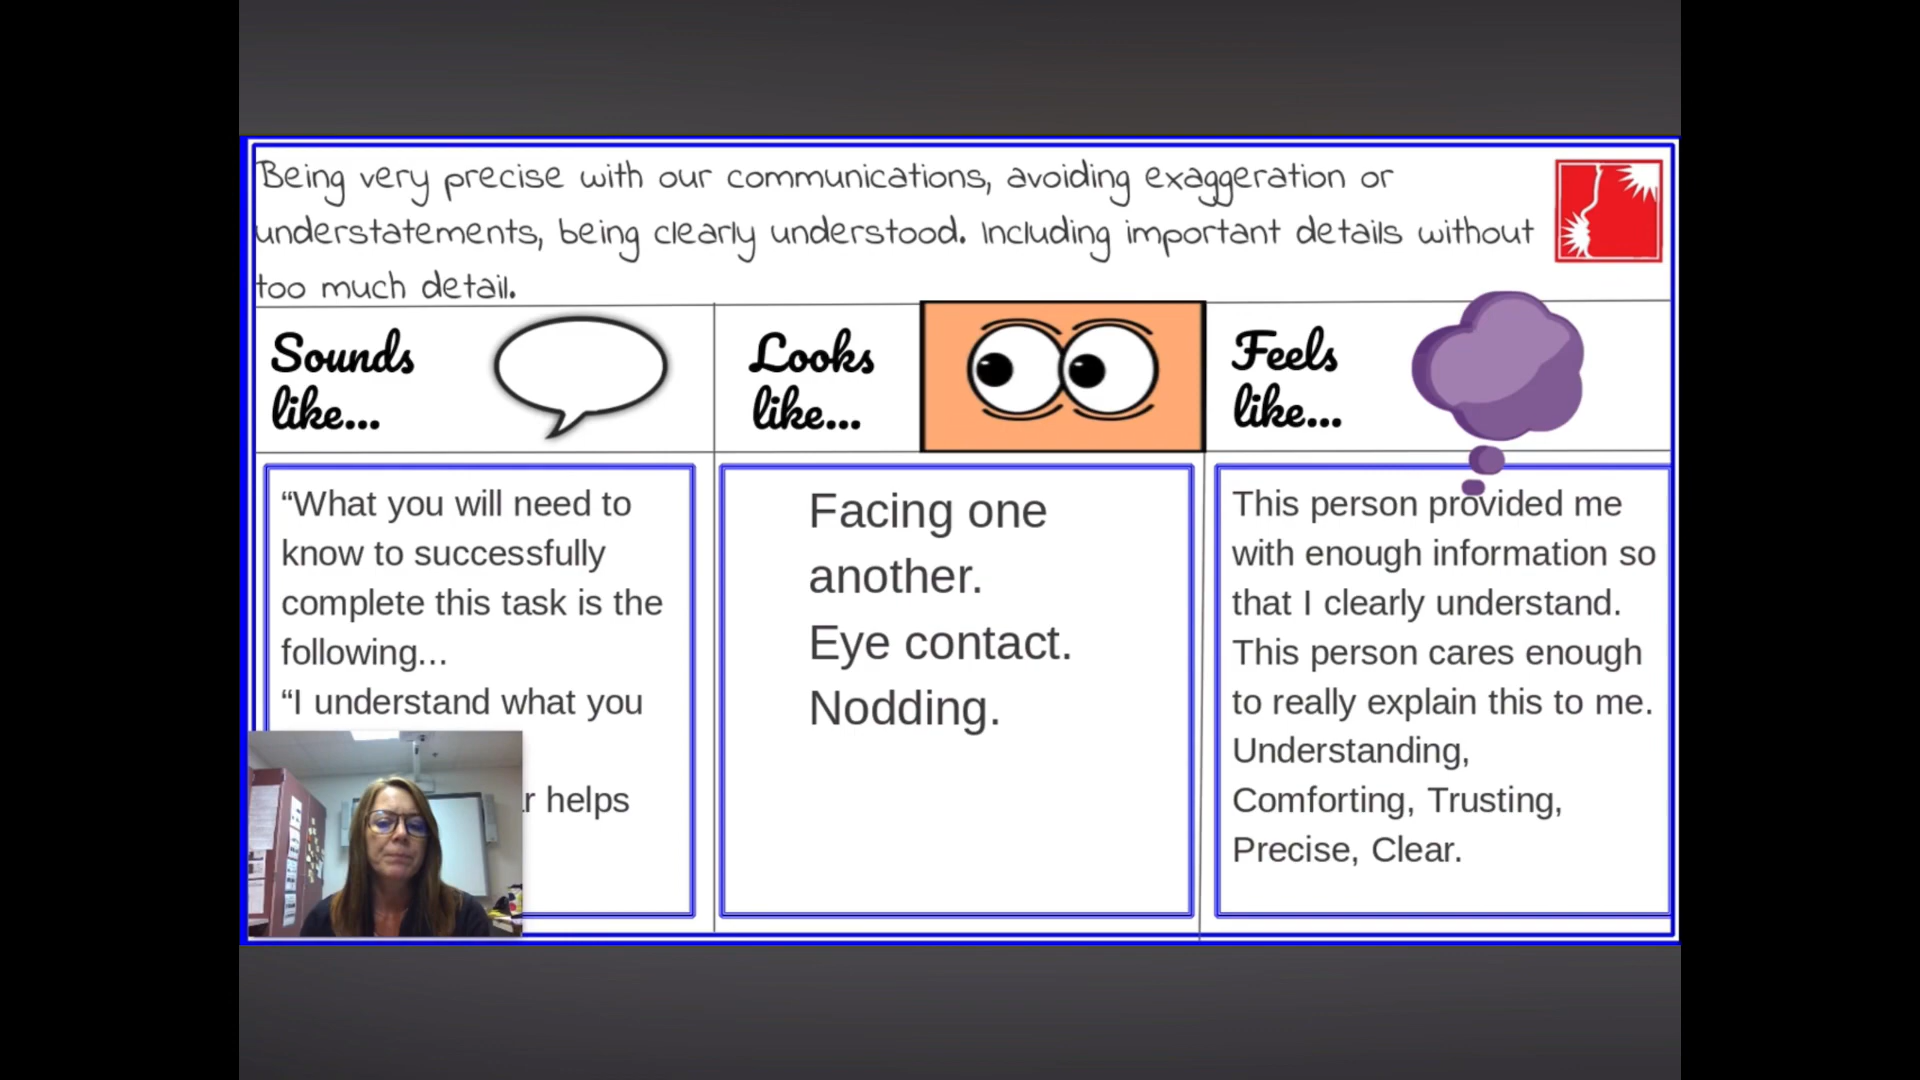 Being very precise with our communications, avoiding exaggeration or
understatements, being clearly understood. Including important details without
too much detail.
Sounds
like...
Looks
like...
Feels
like...
“What you will need to
know to successfully
complete this task is the
following...
“I understand what you
helps
Facing one
another.
Eye contact.
Nodding.
This person provided me
with enough information so
that I clearly understand.
This person cares enough
to really explain this to me.
Understanding,
Comforting, Trusting,
Precise, Clear.